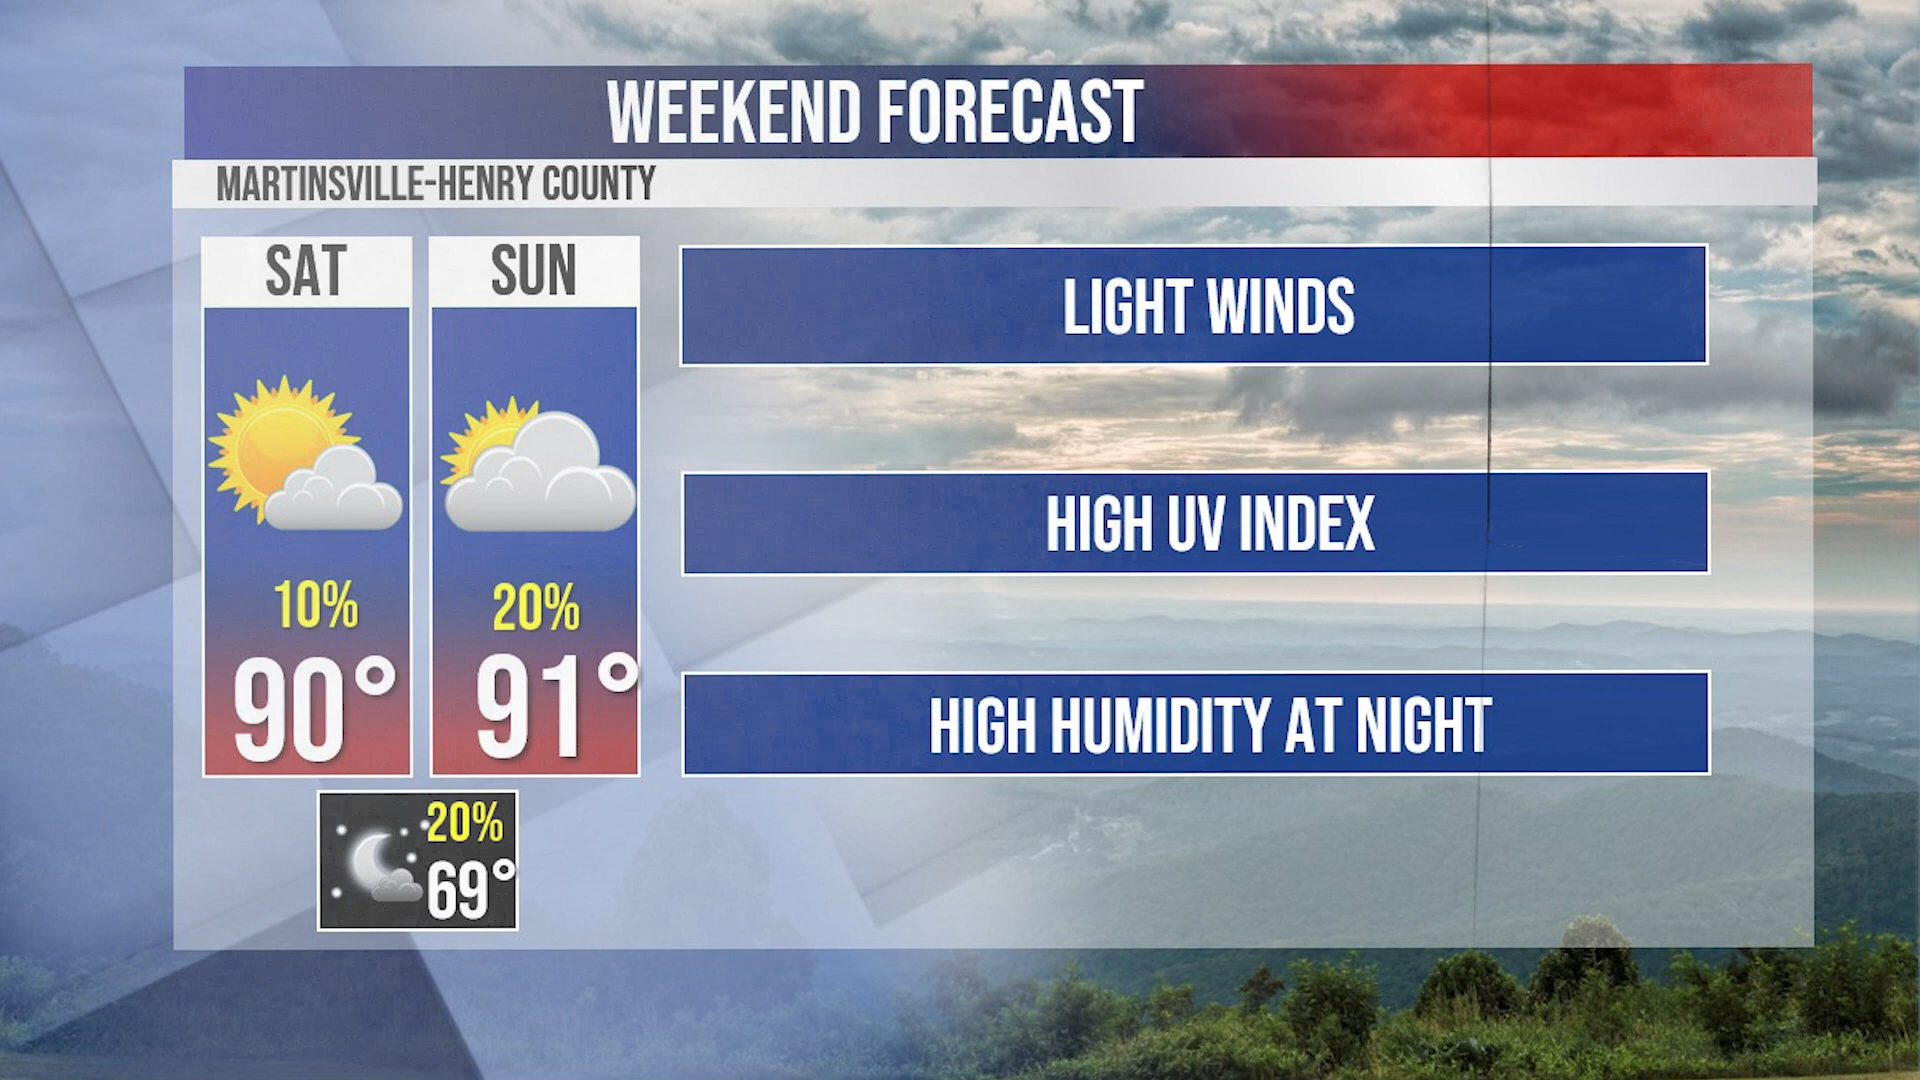 WEEKEND FORECAST
MARTINSVILLE-HENRY COUNTY
SAT
10%
90°
SUN
20%
91°
20%
69°
LIGHT WINDS
HIGH UV INDEX
HIGH HUMIDITY AT NIGHT